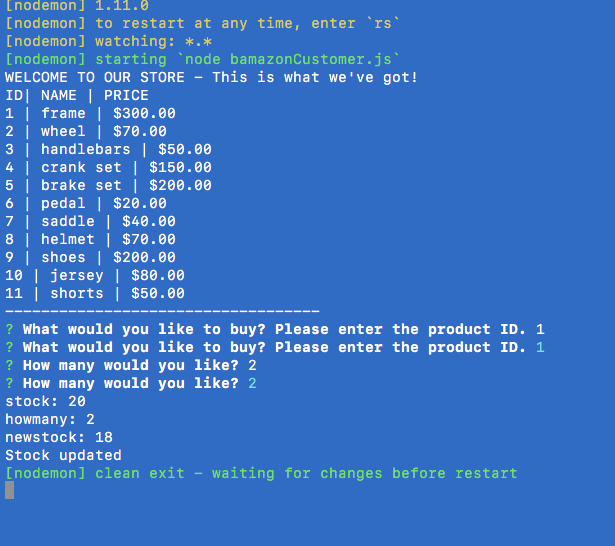 [nodemon] 1.11.0
[nodemon] to restart at any time, enter `rs`
[nodemon] watching: *.*
[nodemon] starting `node bamazonCustomer.js`
WELCOME TO OUR STORE - This is what we've got!
ID| NAME | PRICE
1 | frame | $300.00
2 | wheel | $70.00
3 | handlebars | $50.00
4 | crank set | $150.00
5 | brake set | $200.00
6 | pedal | $20.00
7 | saddle | $40.00
8 | helmet | $70.00
9 | shoes | $200.00
10 | jersey | $80.00
11 | shorts | $50.00
-----------------------------------
? What would you like to buy? Please enter the product ID. 1
? What would you like to buy? Please enter the product ID. 1
? How many would you like? 2
? How many would you like? 2
stock: 20
howmany: 2
newstock: 18
Stock updated
[nodemon] clean exit - waiting for changes before restart